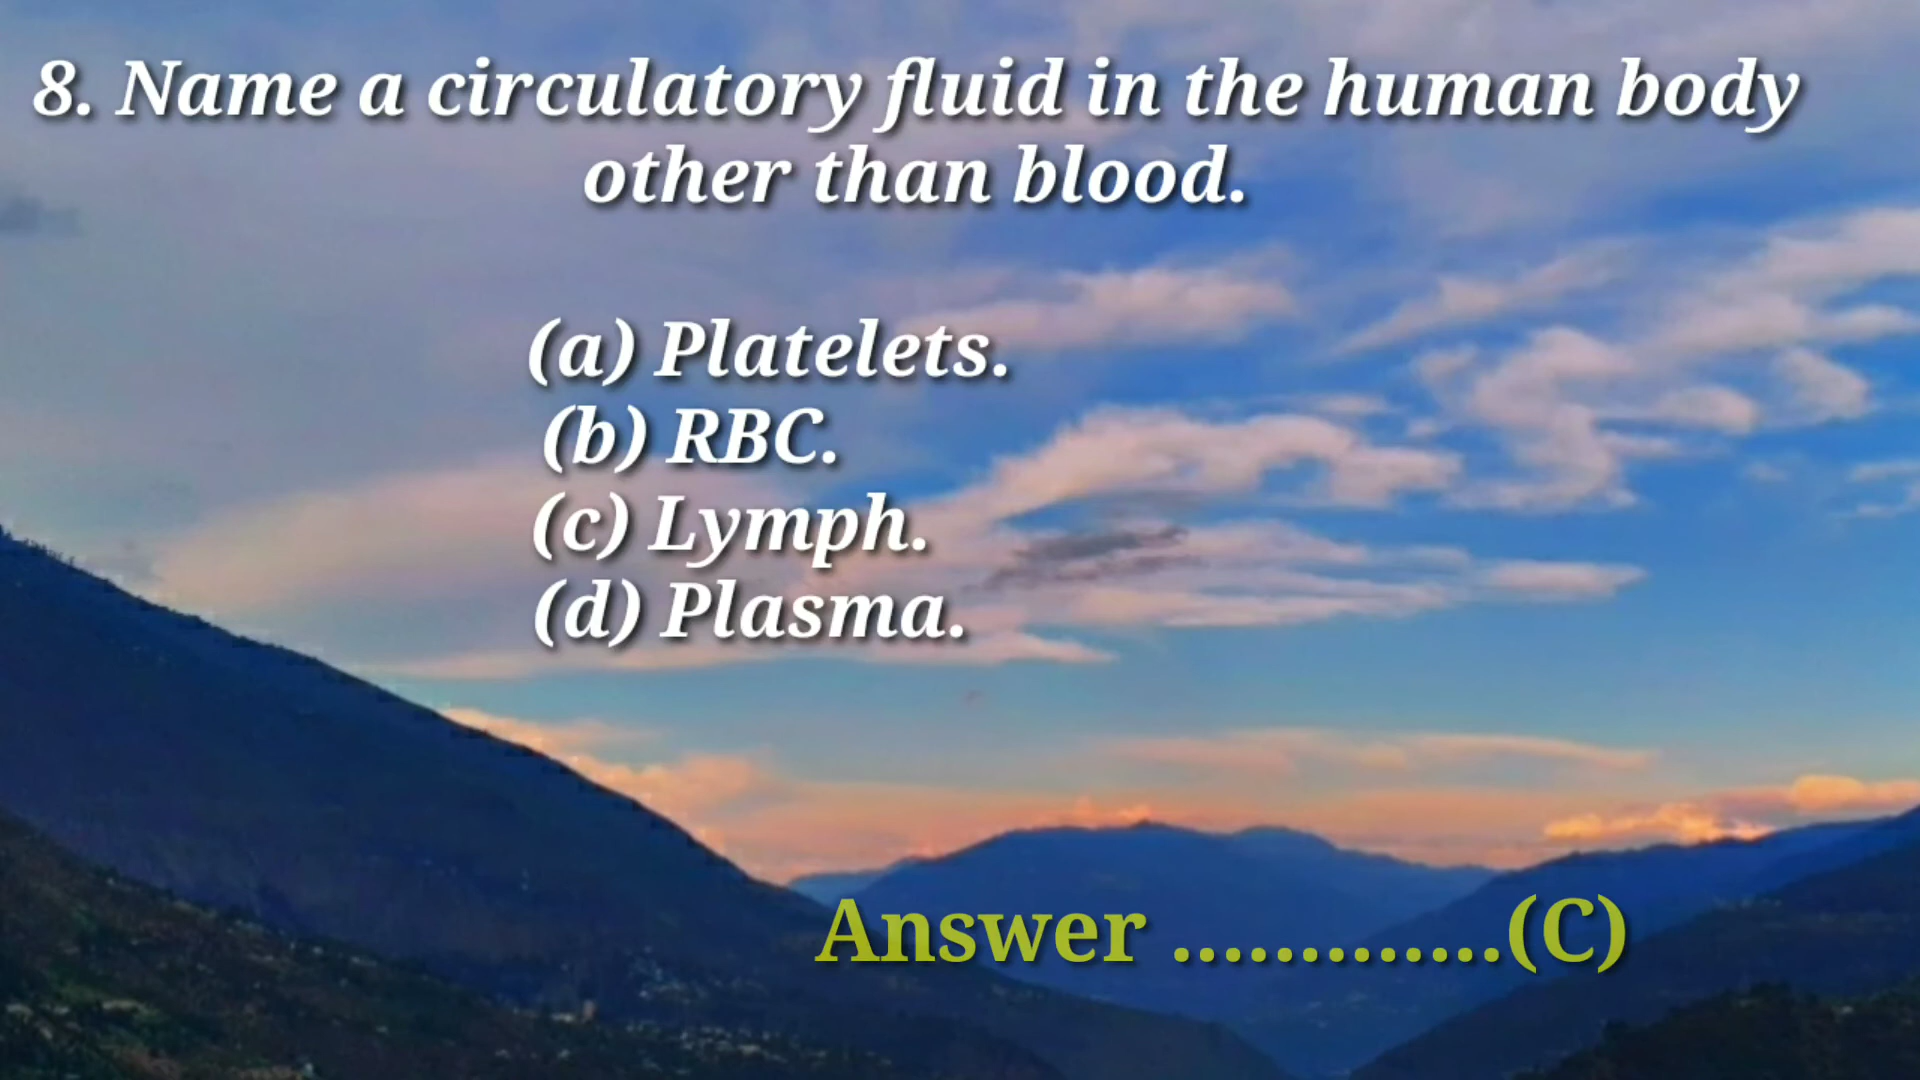 8. Name a circulatory fluid in the human body
other than blood.
(a) Platelets.
(b) RBC.
(c) Lymph.
(d) Plasma.
Answer .............(C)